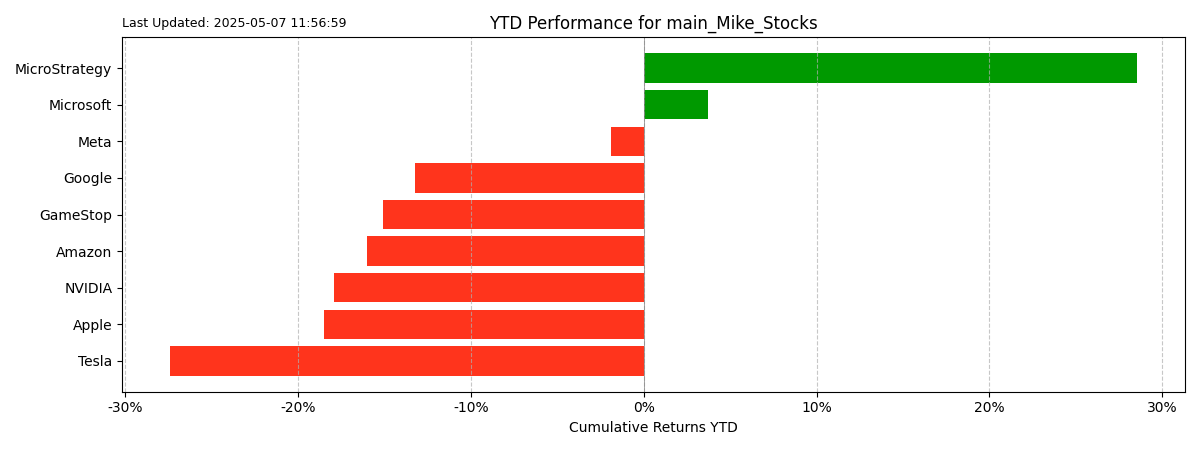 Last Updated: 2025-05-07 11:56:59
YTD Performance for main_Mike_Stocks
MicroStrategy
Microsoft
Meta
Google
GameStop
Amazon
NVIDIA
Apple
Tesla
-30% -20% -10% 0% 10% 20% 30%
Cumulative Returns YTD